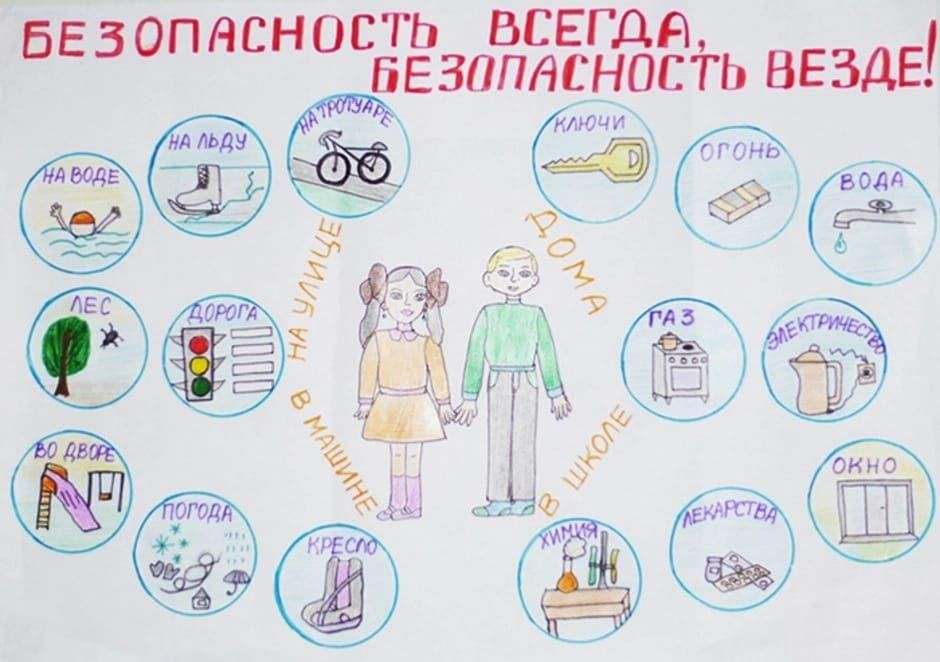 БЕЗОПАСНОСТЬ ВСЕГДА,
БЕЗОПАСНОСТЬ ВЕЗДЕ!
НА ВОДЕ
НА ЛЬДУ
НА ТРОТУАРЕ
КЛЮЧИ
ОГОНЬ
ВОДА
НА УЛИЦЕ
ДОМА
ЛЕС
ДОРОГА
ГАЗ
ЭЛЕКТРИЧЕСТВО
В МАШИНЕ
В ШКОЛЕ
ВО ДВОРЕ
ПОГОДА
КРЕСЛО
ХИМИЯ
ЛЕКАРСТВА
ОКНО